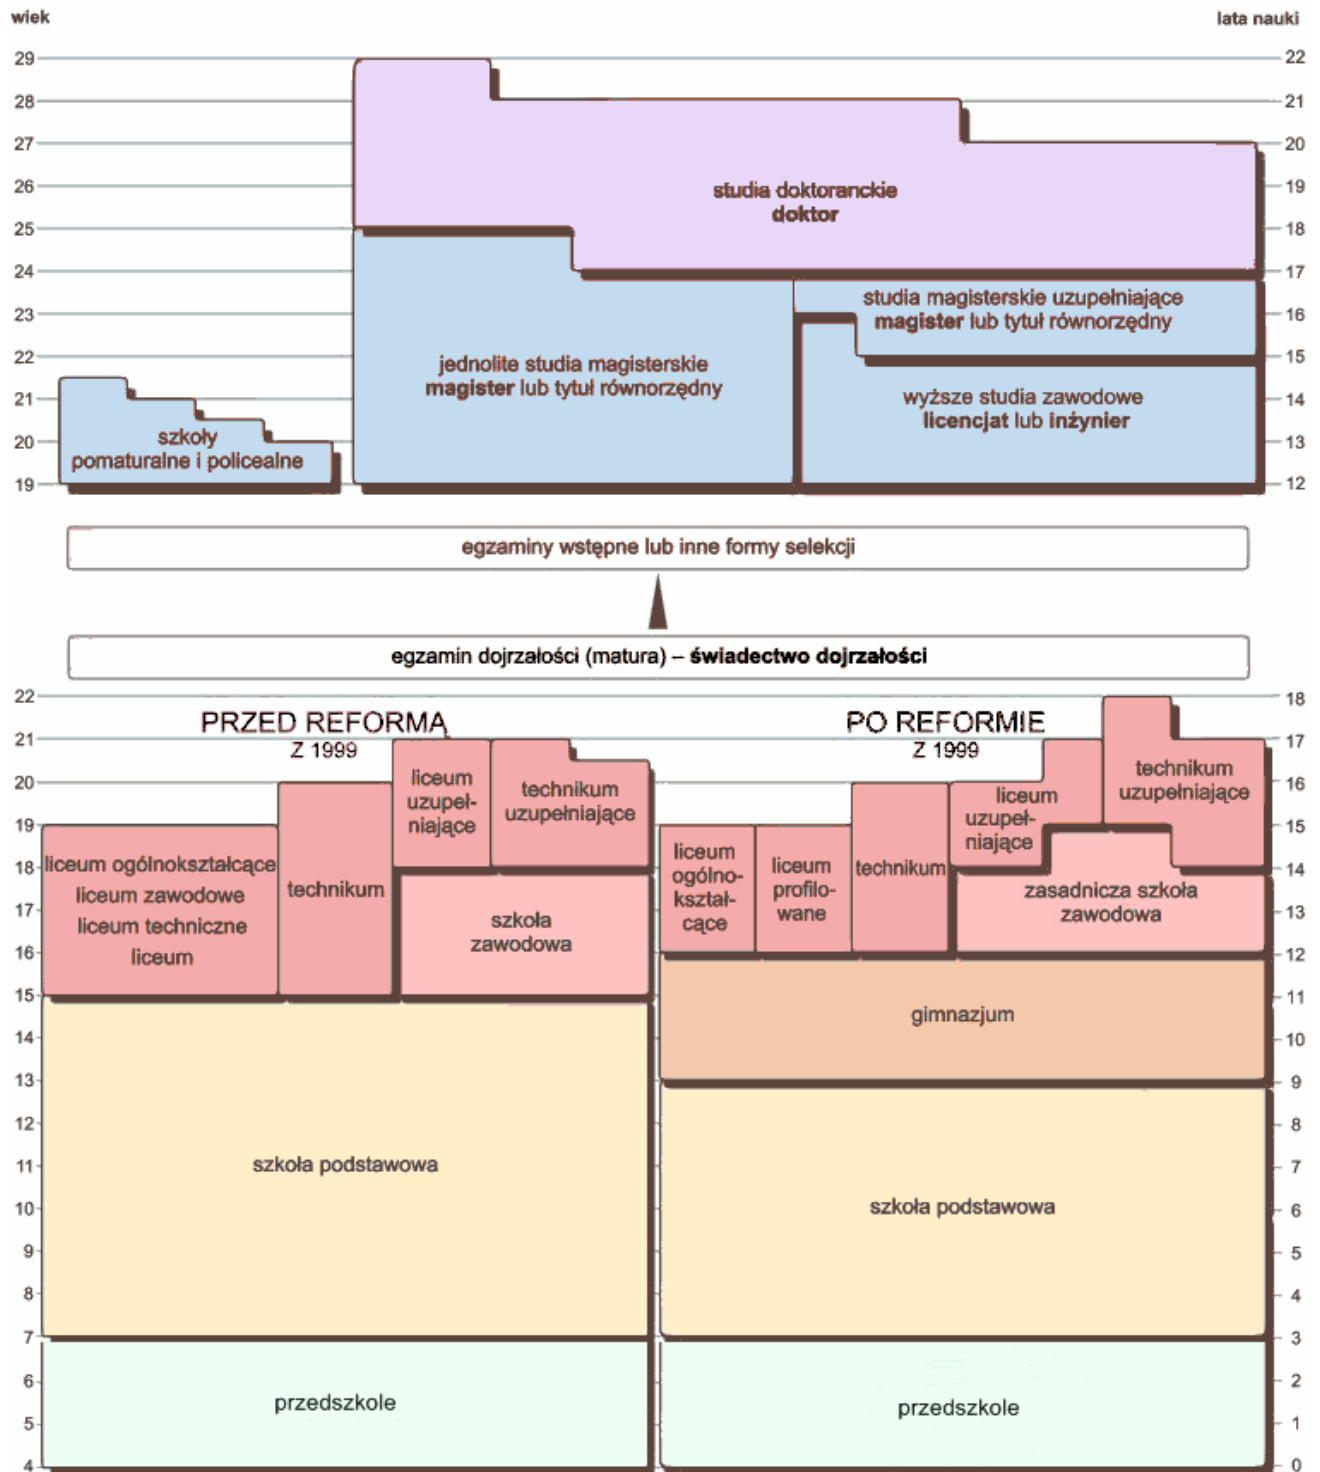 wiek
lata nauki
29
22
28
21
27
20
26
19
studia doktoranckie
doktor
25
18
24
17
studia magisterskie uzupełniające
magister lub tytuł równorzędny
23
16
22
15
jednolite studia magisterskie
magister lub tytuł równorzędny
wyższe studia zawodowe
licencjat lub inżynier
21
14
szkoły
pomaturalne i policealne
20
13
19
12
egzaminy wstępne lub inne formy selekcji
egzamin dojrzałości (matura) – świadectwo dojrzałości
22
18
PRZED REFORMĄ
Z 1999
PO REFORMIE
Z 1999
21
17
20
16
liceum
uzupeł-
niające
technikum
uzupełniające
liceum
uzupeł-
niające
technikum
uzupełniające
19
15
liceum ogólnokształcące
liceum zawodowe
liceum techniczne
liceum
technikum
szkoła
zawodowa
liceum
ogólno-
kształ-
cące
liceum
profilo-
wane
technikum
zasadnicza szkoła
zawodowa
18
14
17
13
16
12
15
11
gimnazjum
14
10
13
9
12
8
szkoła podstawowa
11
7
szkoła podstawowa
10
6
9
5
8
4
7
3
6
2
przedszkole
przedszkole
5
1
4
0